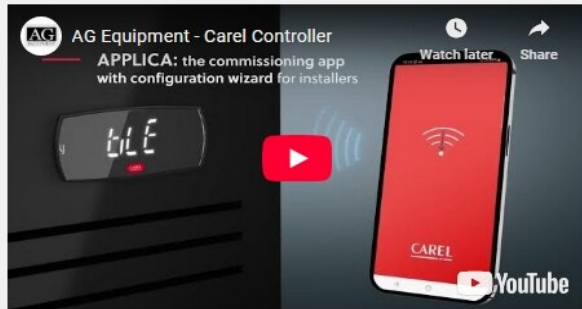 AG
EQUIPMENT
AG Equipment - Carel Controller
Watch later
Share
APPLICA: the commissioning app
with configuration wizard for installers
bLE
CAREL
YouTube